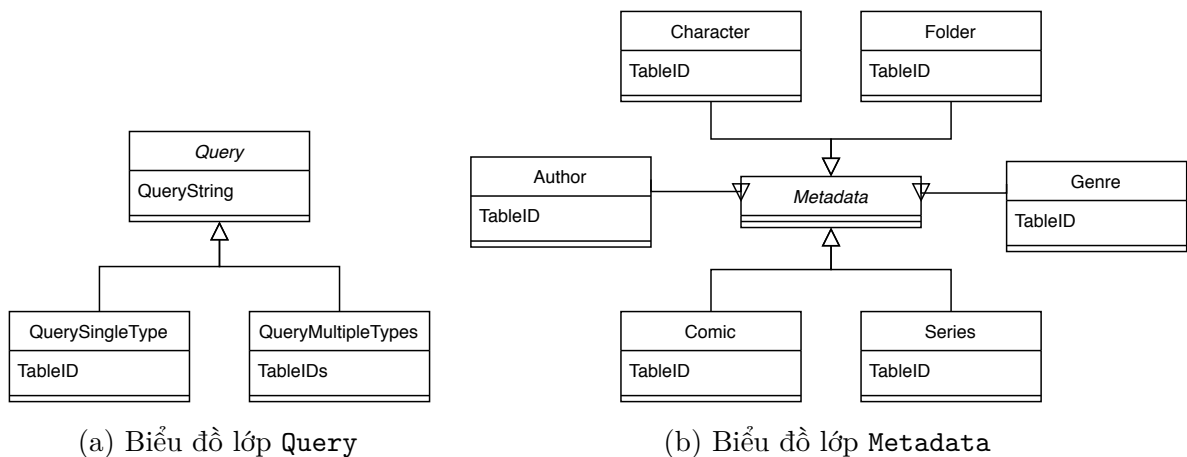 Query
QueryString
QuerySingleType
TableID
QueryMultipleTypes
TableIDs
(a) Biểu đồ lớp Query
Character
TableID
Folder
TableID
Author
TableID
Metadata
Genre
TableID
Comic
TableID
Series
TableID
(b) Biểu đồ lớp Metadata